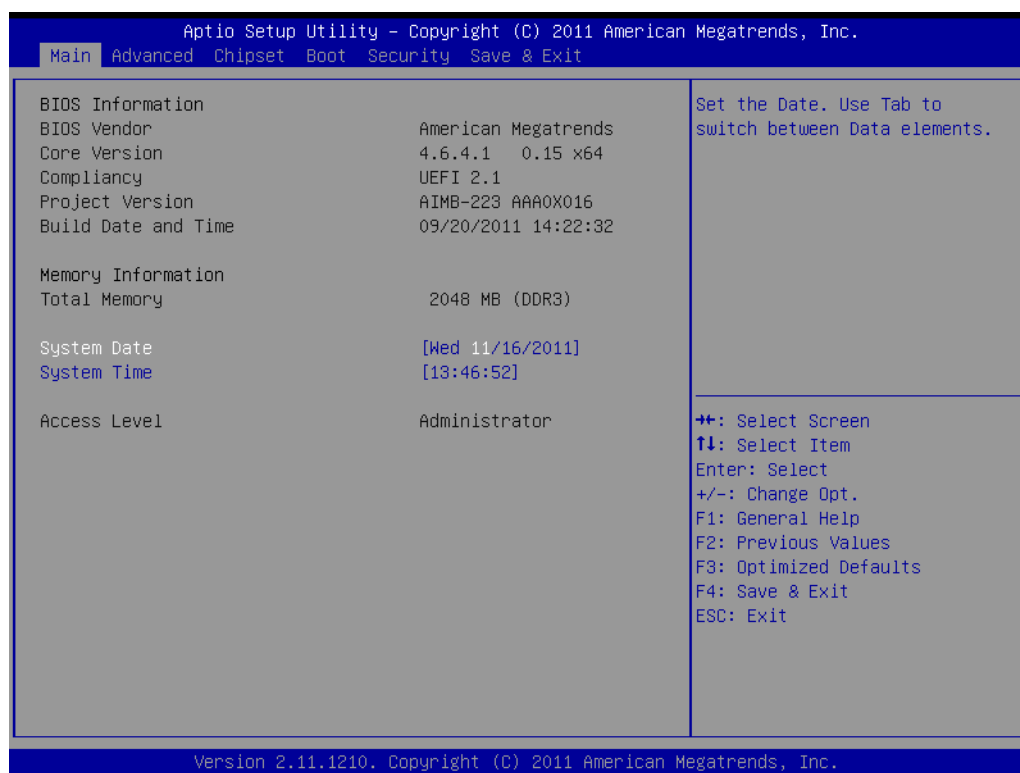 Aptio Setup Utility – Copyright (C) 2011 American Megatrends, Inc.
Main Advanced Chipset Boot Security Save & Exit
BIOS Information
BIOS Vendor American Megatrends
Core Version 4.6.4.1 0.15 x64
Compliancy UEFI 2.1
Project Version AIMB-223 AAA0X016
Build Date and Time 09/20/2011 14:22:32
Memory Information
Total Memory 2048 MB (DDR3)
System Date [Wed 11/16/2011]
System Time [13:46:52]
Access Level Administrator
Set the Date. Use Tab to
switch between Data elements.
→←: Select Screen
↑↓: Select Item
Enter: Select
+/-: Change Opt.
F1: General Help
F2: Previous Values
F3: Optimized Defaults
F4: Save & Exit
ESC: Exit
Version 2.11.1210. Copyright (C) 2011 American Megatrends, Inc.